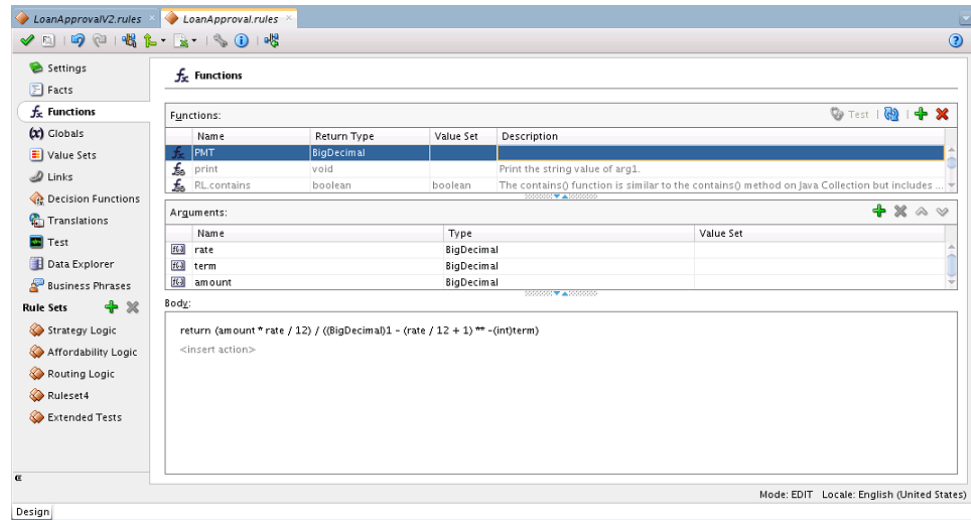 LoanApprovalV2.rules LoanApproval.rules
Settings
Facts
Functions
Globals
Value Sets
Links
Decision Functions
Translations
Test
Data Explorer
Business Phrases
Rule Sets
Strategy Logic
Affordability Logic
Routing Logic
Ruleset4
Extended Tests
Functions
Functions: Test
Name Return Type Value Set Description
PMT BigDecimal
print void Print the string value of arg1.
RL.contains boolean boolean The contains() function is similar to the contains() method on Java Collection but includes ...
Arguments:
Name Type Value Set
rate BigDecimal
term BigDecimal
amount BigDecimal
Body:
return (amount * rate / 12) / ((BigDecimal)1 - (rate / 12 + 1) ** -(int)term)
<insert action>
Mode: EDIT Locale: English (United States)
Design